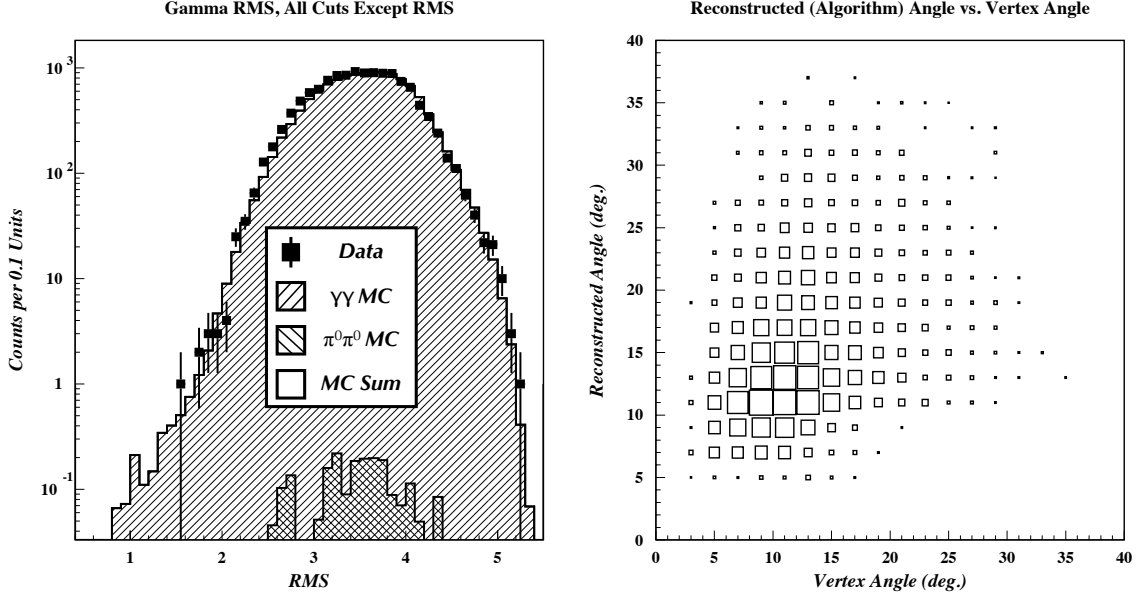 Gamma RMS, All Cuts Except RMS
Counts per 0.1 Units
10³
10²
10
1
10⁻¹
Data
γγ MC
π⁰π⁰ MC
MC Sum
1 2 3 4 5
RMS
Reconstructed (Algorithm) Angle vs. Vertex Angle
Reconstructed Angle (deg.)
40
35
30
25
20
15
10
5
0
0 5 10 15 20 25 30 35 40
Vertex Angle (deg.)